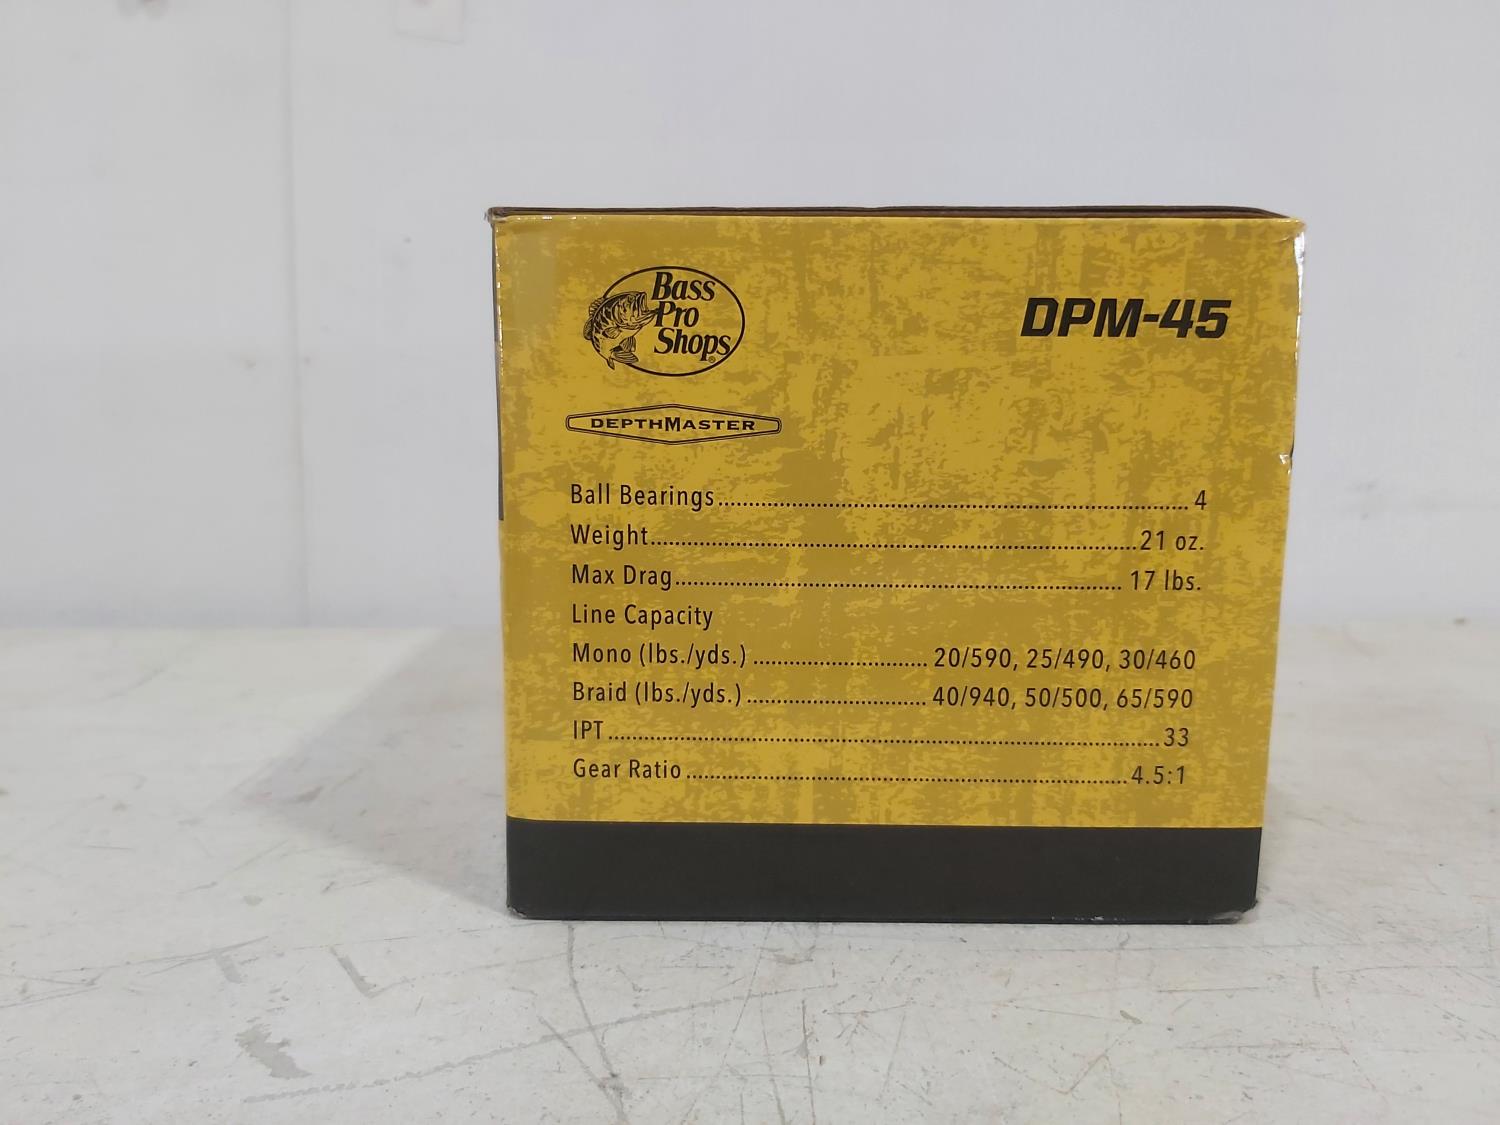 Bass
Pro
Shops
DPM-45
DEPTHMASTER
Ball Bearings........................................................................ 4
Weight........................................................................21 oz.
Max Drag.................................................................... 17 lbs.
Line Capacity
Mono (lbs./yds.) .......................... 20/590, 25/490, 30/460
Braid (lbs./yds.)........................... 40/940, 50/500, 65/590
IPT....................................................................................33
Gear Ratio ...................................................................4.5:1